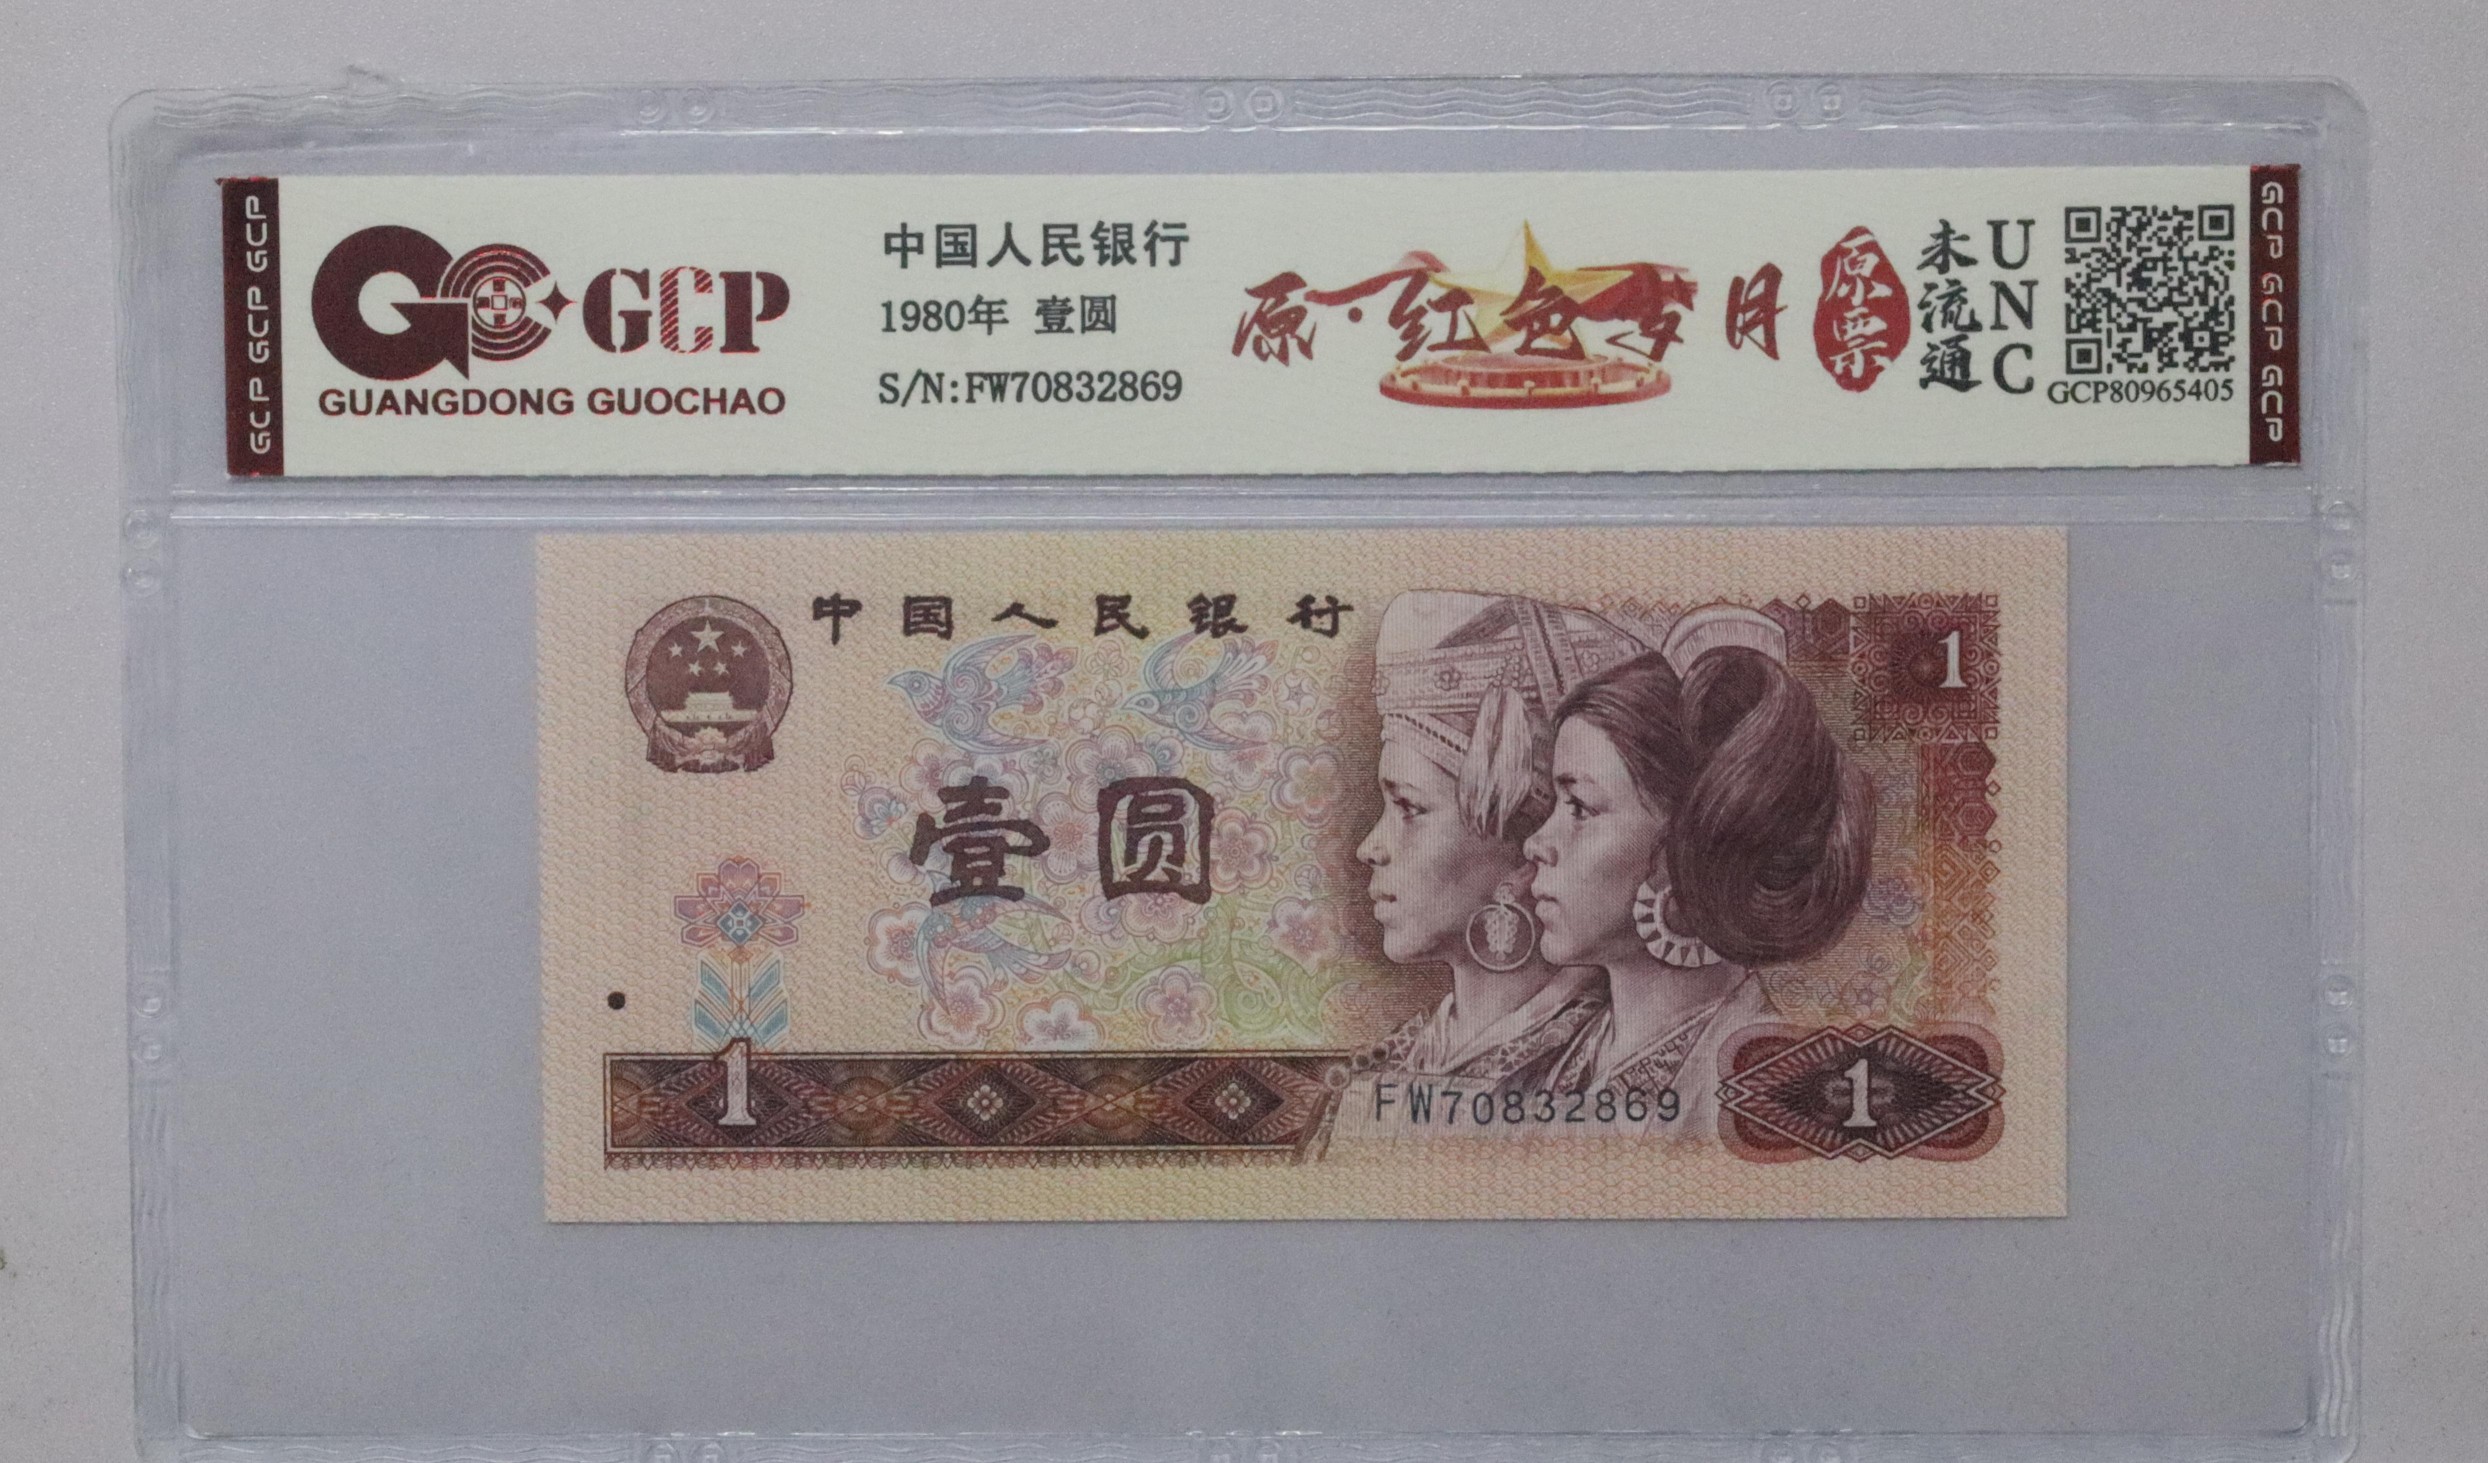 GCP GCP GCP
GCP
GUANGDONG GUOCHAO
中国人民银行
1980年 壹圆
S/N:FW70832869
原·红色岁月
原票
未流通
UNC
GCP80965405
GCP GCP GCP
中国人民银行
1
壹圆
1
FW70832869
1